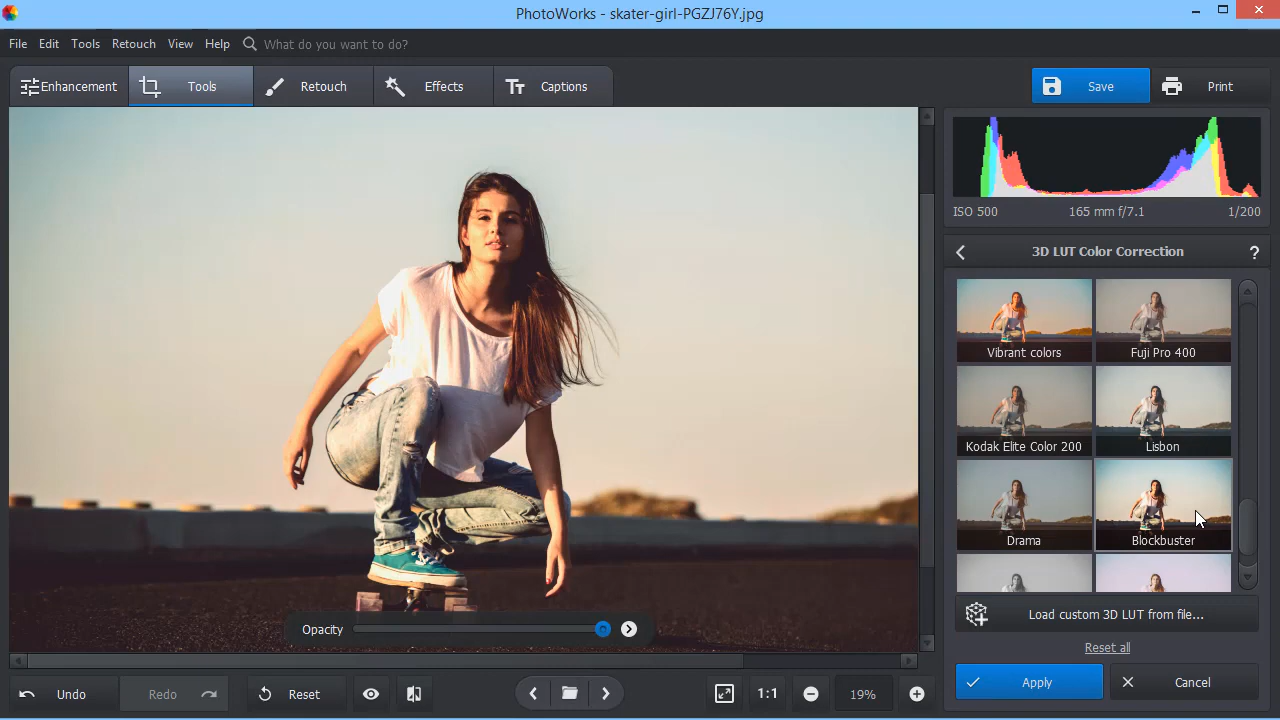 PhotoWorks - skater-girl-PGZJ76Y.jpg
File Edit Tools Retouch View Help What do you want to do?
Enhancement Tools Retouch Effects Captions Save Print
ISO 500 165 mm f/7.1 1/200
3D LUT Color Correction ?
Vibrant colors Fuji Pro 400
Kodak Elite Color 200 Lisbon
Drama Blockbuster
Load custom 3D LUT from file...
Opacity
Reset all
Undo Redo Reset 1:1 19% Apply Cancel